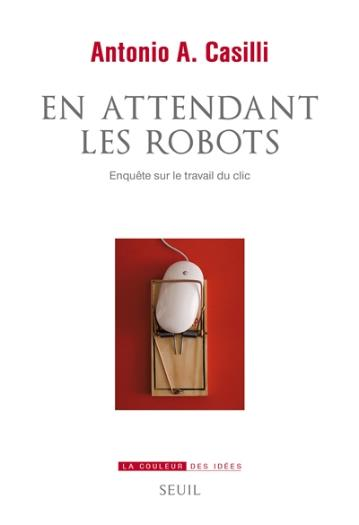 Antonio A. Casilli
EN ATTENDANT
LES ROBOTS
Enquête sur le travail du clic
LA COULEUR DES IDÉES
SEUIL